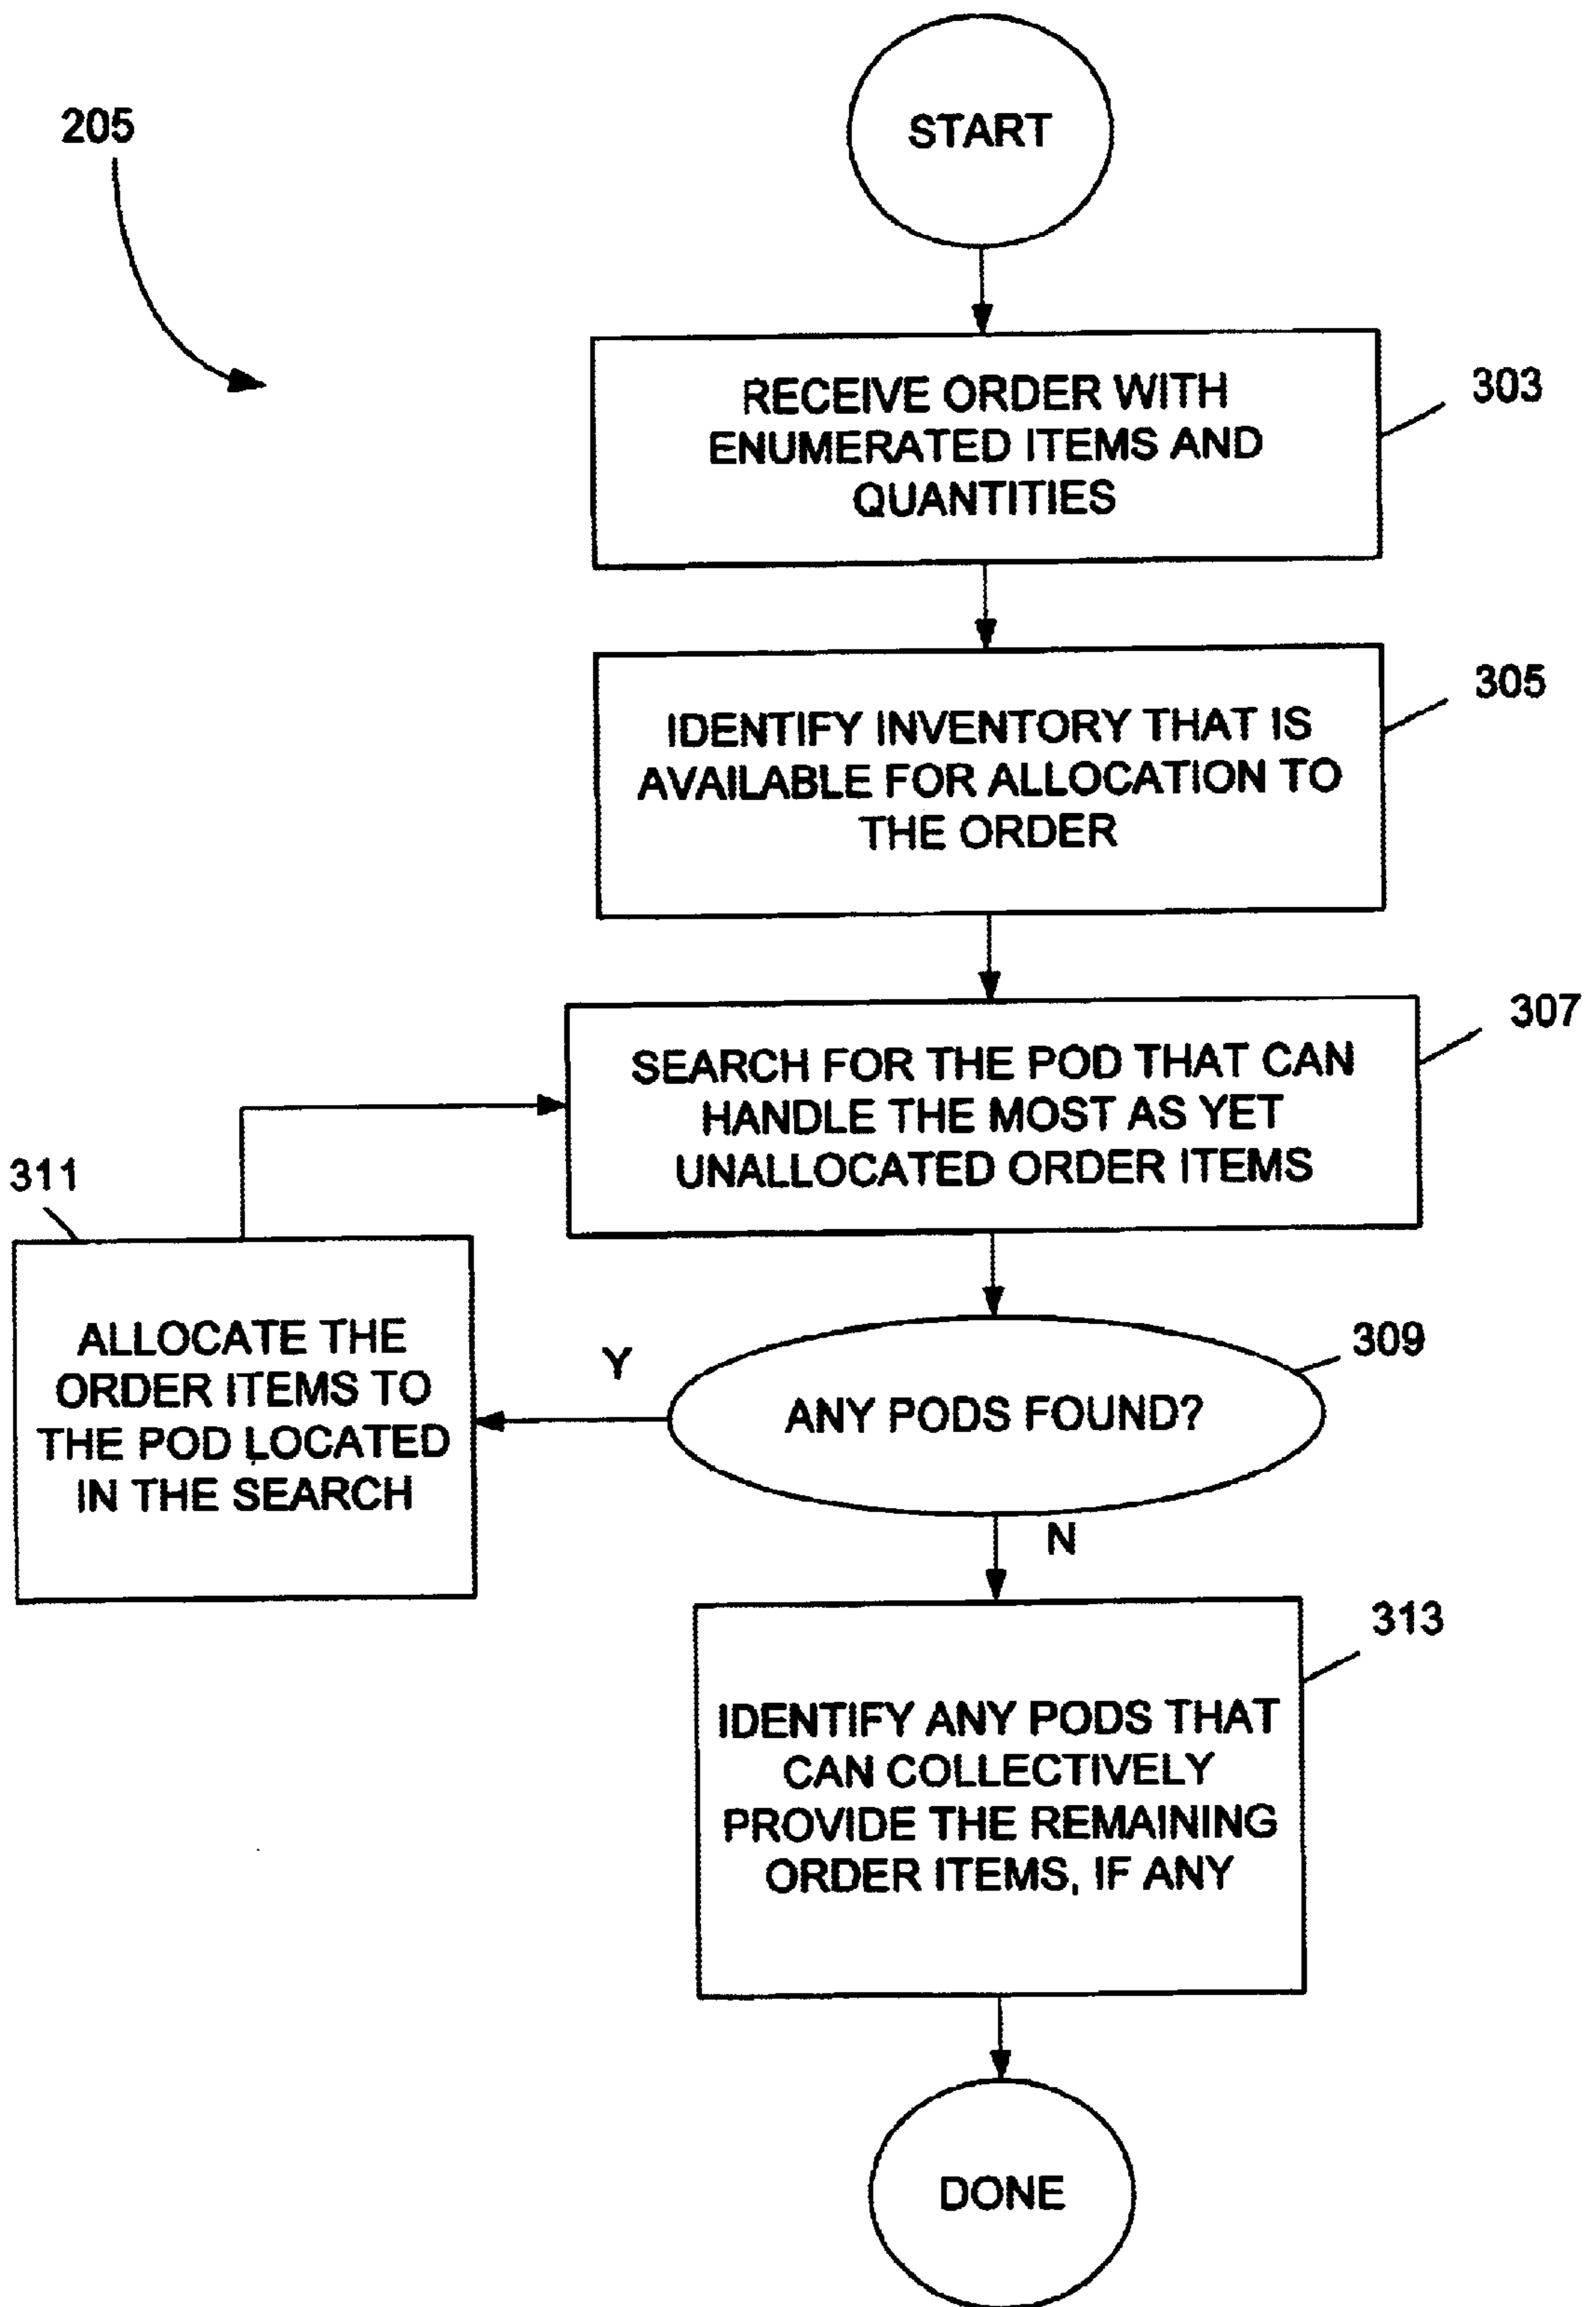 START
205
303
RECEIVE ORDER WITH
ENUMERATED ITEMS AND
QUANTITIES
305
IDENTIFY INVENTORY THAT IS
AVAILABLE FOR ALLOCATION TO
THE ORDER
307
SEARCH FOR THE POD THAT CAN
HANDLE THE MOST AS YET
UNALLOCATED ORDER ITEMS
311
ALLOCATE THE
ORDER ITEMS TO
THE POD LOCATED
IN THE SEARCH
Y
309
ANY PODS FOUND?
N
313
IDENTIFY ANY PODS THAT
CAN COLLECTIVELY
PROVIDE THE REMAINING
ORDER ITEMS, IF ANY
DONE